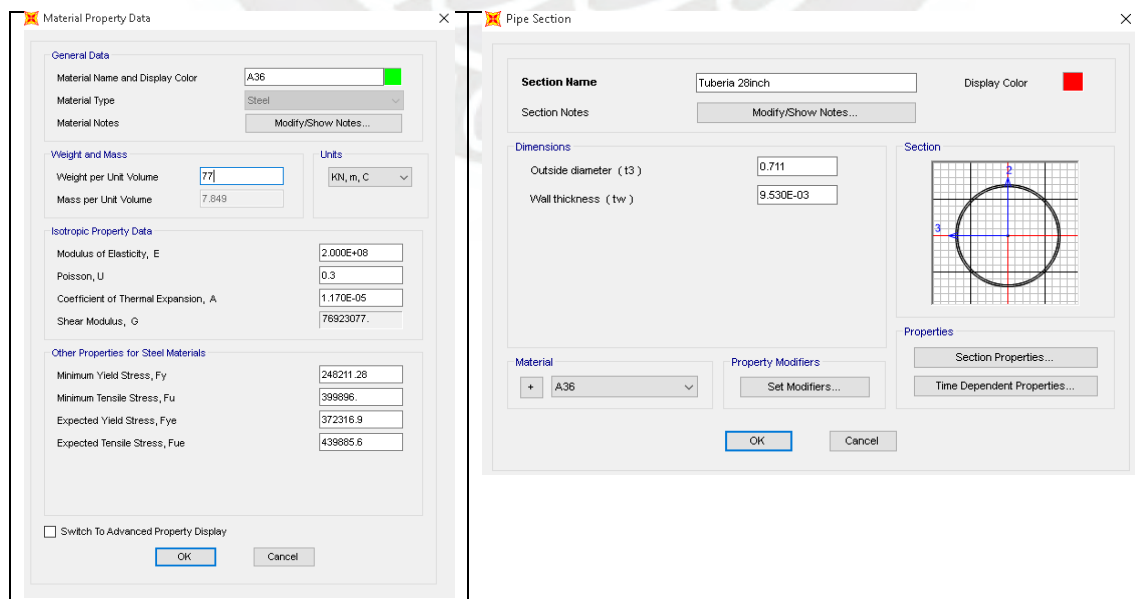 Material Property Data
General Data
Material Name and Display Color A36
Material Type Steel
Material Notes Modify/Show Notes...
Weight and Mass
Weight per Unit Volume 77
Mass per Unit Volume 7.849
Units
KN, m, C
Isotropic Property Data
Modulus of Elasticity, E 2.000E+08
Poisson, U 0.3
Coefficient of Thermal Expansion, A 1.170E-05
Shear Modulus, G 76923077.
Other Properties for Steel Materials
Minimum Yield Stress, Fy 248211.28
Minimum Tensile Stress, Fu 399896.
Expected Yield Stress, Fye 372316.9
Expected Tensile Stress, Fue 439885.6
Switch To Advanced Property Display
OK Cancel
Pipe Section
Section Name Tuberia 28inch Display Color
Section Notes Modify/Show Notes...
Dimensions
Outside diameter ( t3 ) 0.711
Wall thickness ( tw ) 9.530E-03
Section
2
3
Properties
Section Properties...
Time Dependent Properties...
Material
+ A36
Property Modifiers
Set Modifiers...
OK Cancel